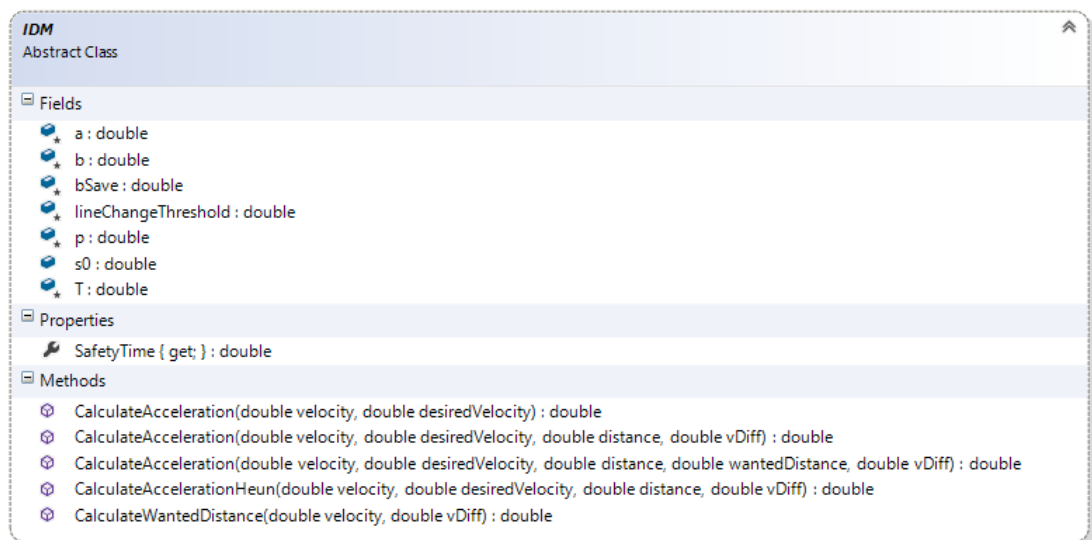 IDM
Abstract Class
Fields
a : double
b : double
bSave : double
lineChangeThreshold : double
p : double
s0 : double
T : double
Properties
SafetyTime { get; } : double
Methods
CalculateAcceleration(double velocity, double desiredVelocity) : double
CalculateAcceleration(double velocity, double desiredVelocity, double distance, double vDiff) : double
CalculateAcceleration(double velocity, double desiredVelocity, double distance, double wantedDistance, double vDiff) : double
CalculateAccelerationHeun(double velocity, double desiredVelocity, double distance, double vDiff) : double
CalculateWantedDistance(double velocity, double vDiff) : double